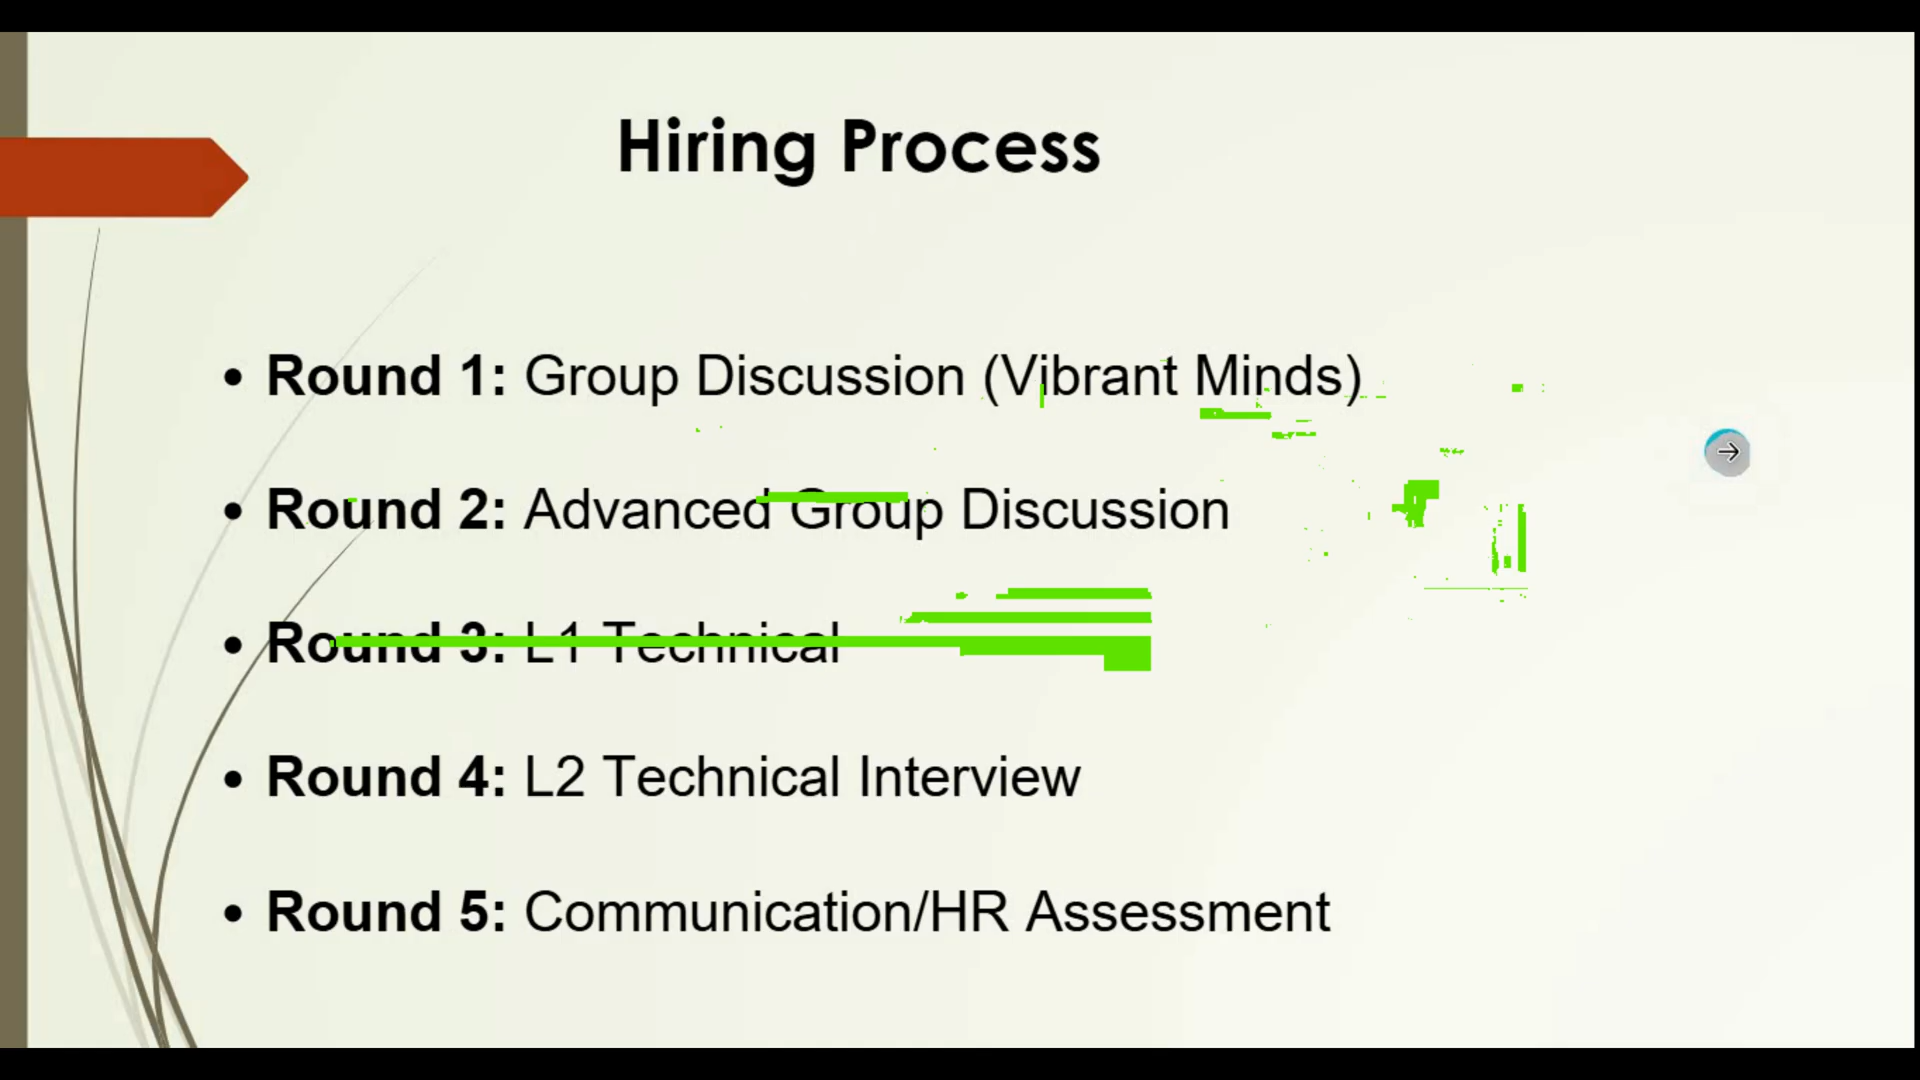 Hiring Process
• Round 1: Group Discussion (Vibrant Minds)
• Round 2: Advanced Group Discussion
• Round 3: L1 Technical
• Round 4: L2 Technical Interview
• Round 5: Communication/HR Assessment